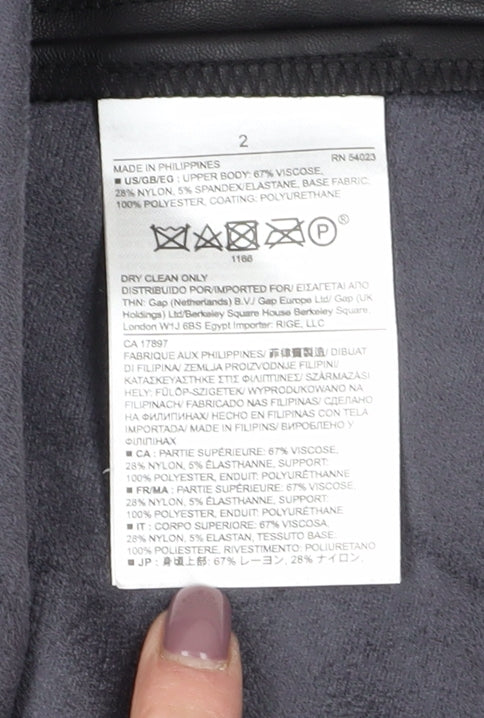 2
MADE IN PHILIPPINES RN 54023
■ US/GB/EG : UPPER BODY: 67% VISCOSE,
28% NYLON, 5% SPANDEX/ELASTANE, BASE FABRIC,
100% POLYESTER, COATING: POLYURETHANE
P ®
1166
DRY CLEAN ONLY
DISTRIBUIDO POR/IMPORTED FOR/ ΕΙΣΑΓΕΤΑΙ ΑΠΟ
ΤΗΝ: Gap (Netherlands) B.V./ Gap Europe Ltd/ Gap (UK
Holdings) Ltd/Berkeley Square House Berkeley Square,
London W1J 6BS Egypt Importer: RIGE, LLC
CA 17897
FABRIQUE AUX PHILIPPINES/ 菲律賓製造/ DIBUAT
DI FILIPINA/ ZEMLJA PROIZVODNJE FILIPINI/
ΚΑΤΑΣΚΕΥΑΣΤΗΚΕ ΣΤΙΣ ΦΙΛΙΠΠΙΝΕΣ/ SZÁRMAZÁSI
HELY: FÜLÖP-SZIGETEK/ WYPRODUKOWANO NA
FILIPINACH/ FABRICADO NAS FILIPINAS/ СДЕЛАНО
НА ФИЛИПИНАХ/ HECHO EN FILIPINAS CON TELA
IMPORTADA/ MADE IN FILIPINS/ ВИРОБЛЕНО У
ФІЛІПІНАХ
■ CA : PARTIE SUPÉRIEURE: 67% VISCOSE,
28% NYLON, 5% ÉLASTHANNE, SUPPORT:
100% POLYESTER, ENDUIT: POLYURÉTHANNE
■ FR/MA : PARTIE SUPÉRIEURE: 67% VISCOSE,
28% NYLON, 5% ÉLASTHANNE, SUPPORT:
100% POLYESTER, ENDUIT: POLYURÉTHANE
■ IT : CORPO SUPERIORE: 67% VISCOSA,
28% NYLON, 5% ELASTAN, TESSUTO BASE
100% POLIESTERE, RIVESTIMENTO: POLIURETANO
■ JP : 身頃上部: 67% レーヨン, 28% ナイロン,